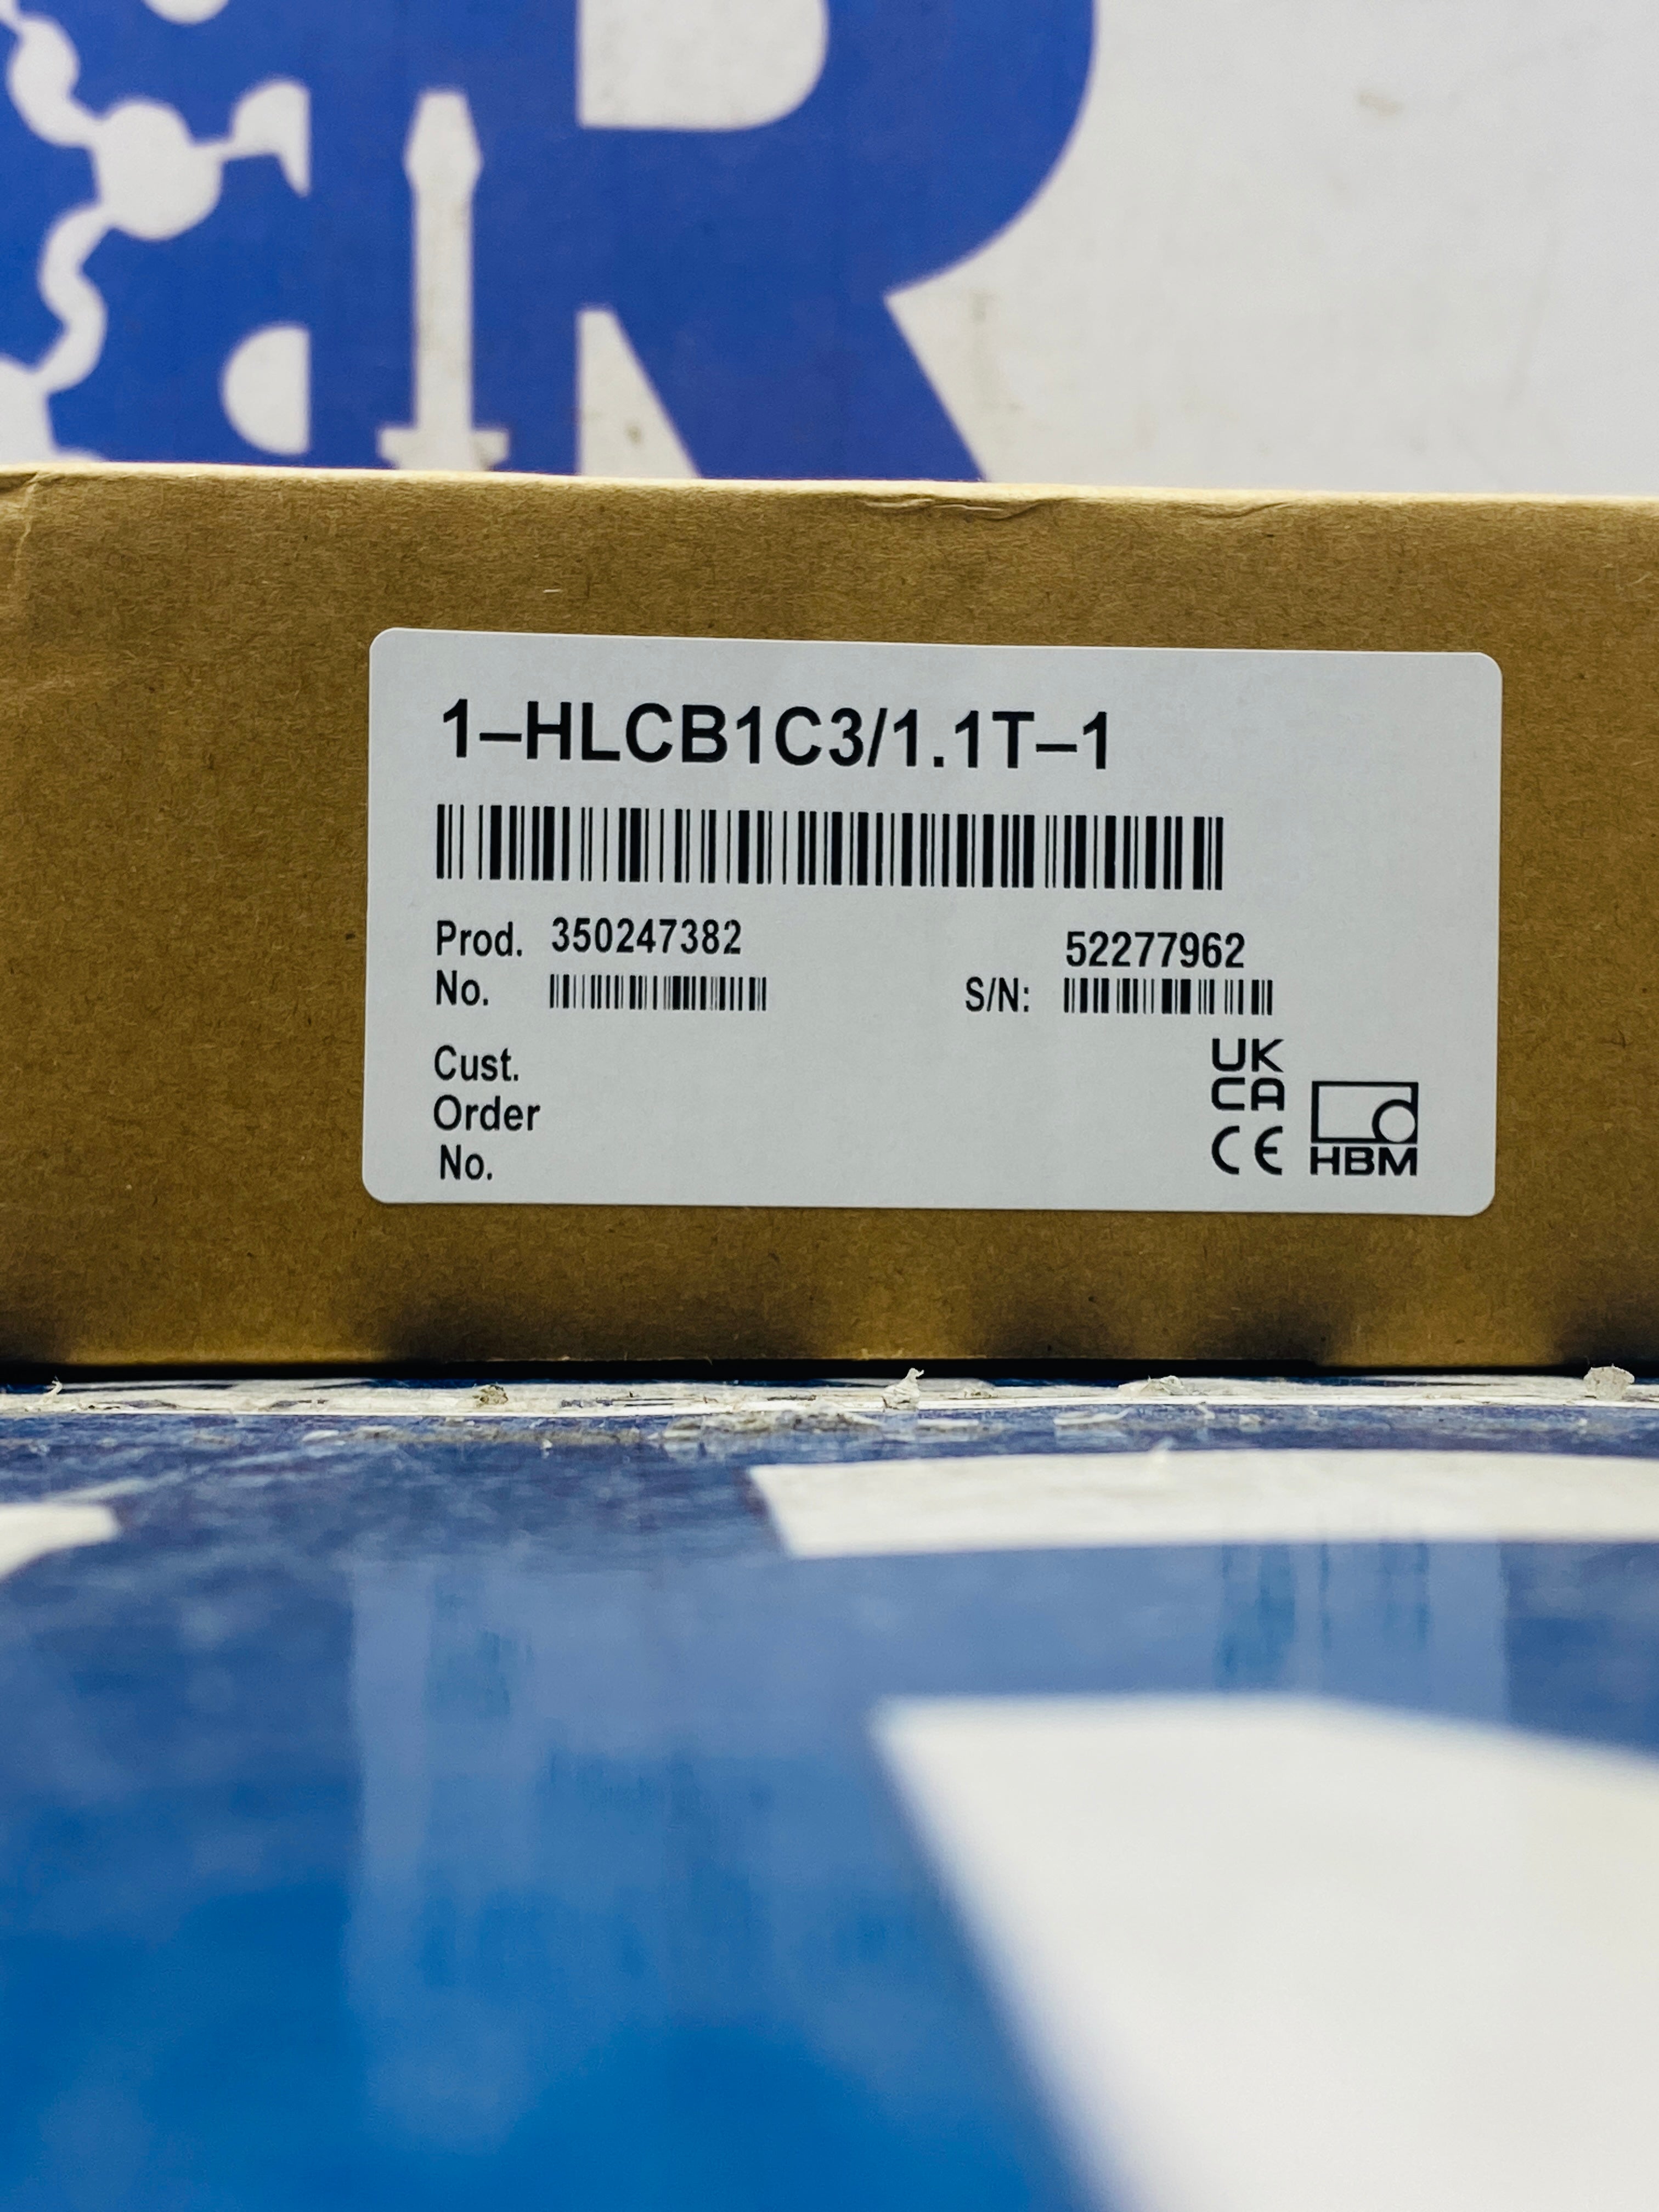 R
1–HLCB1C3/1.1T–1
Prod. 350247382
No.
52277962
S/N:
Cust.
Order
No.
UK
CA
CE
HBM